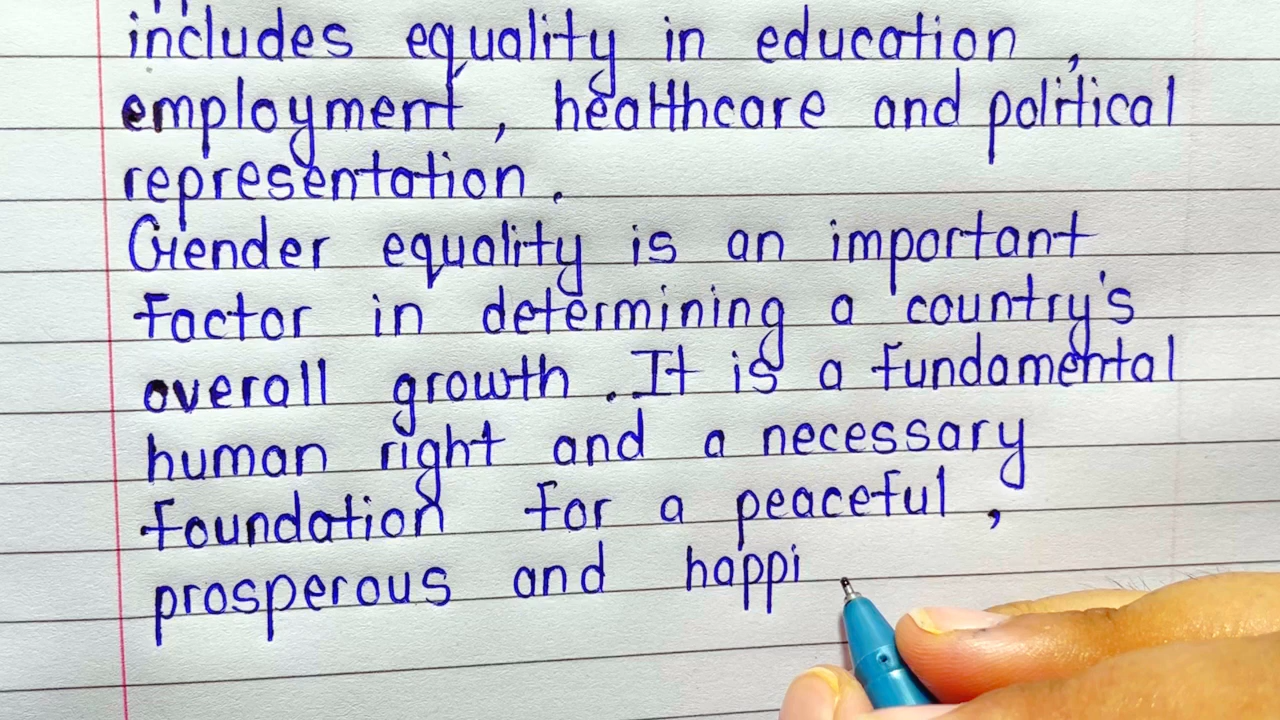 includes equality in education ,
employment , healthcare and political
representation .
Gender equality is an important
factor in determining a country's
overall growth . It is a fundamental
human right and a necessary
foundation for a peaceful ,
prosperous and happi